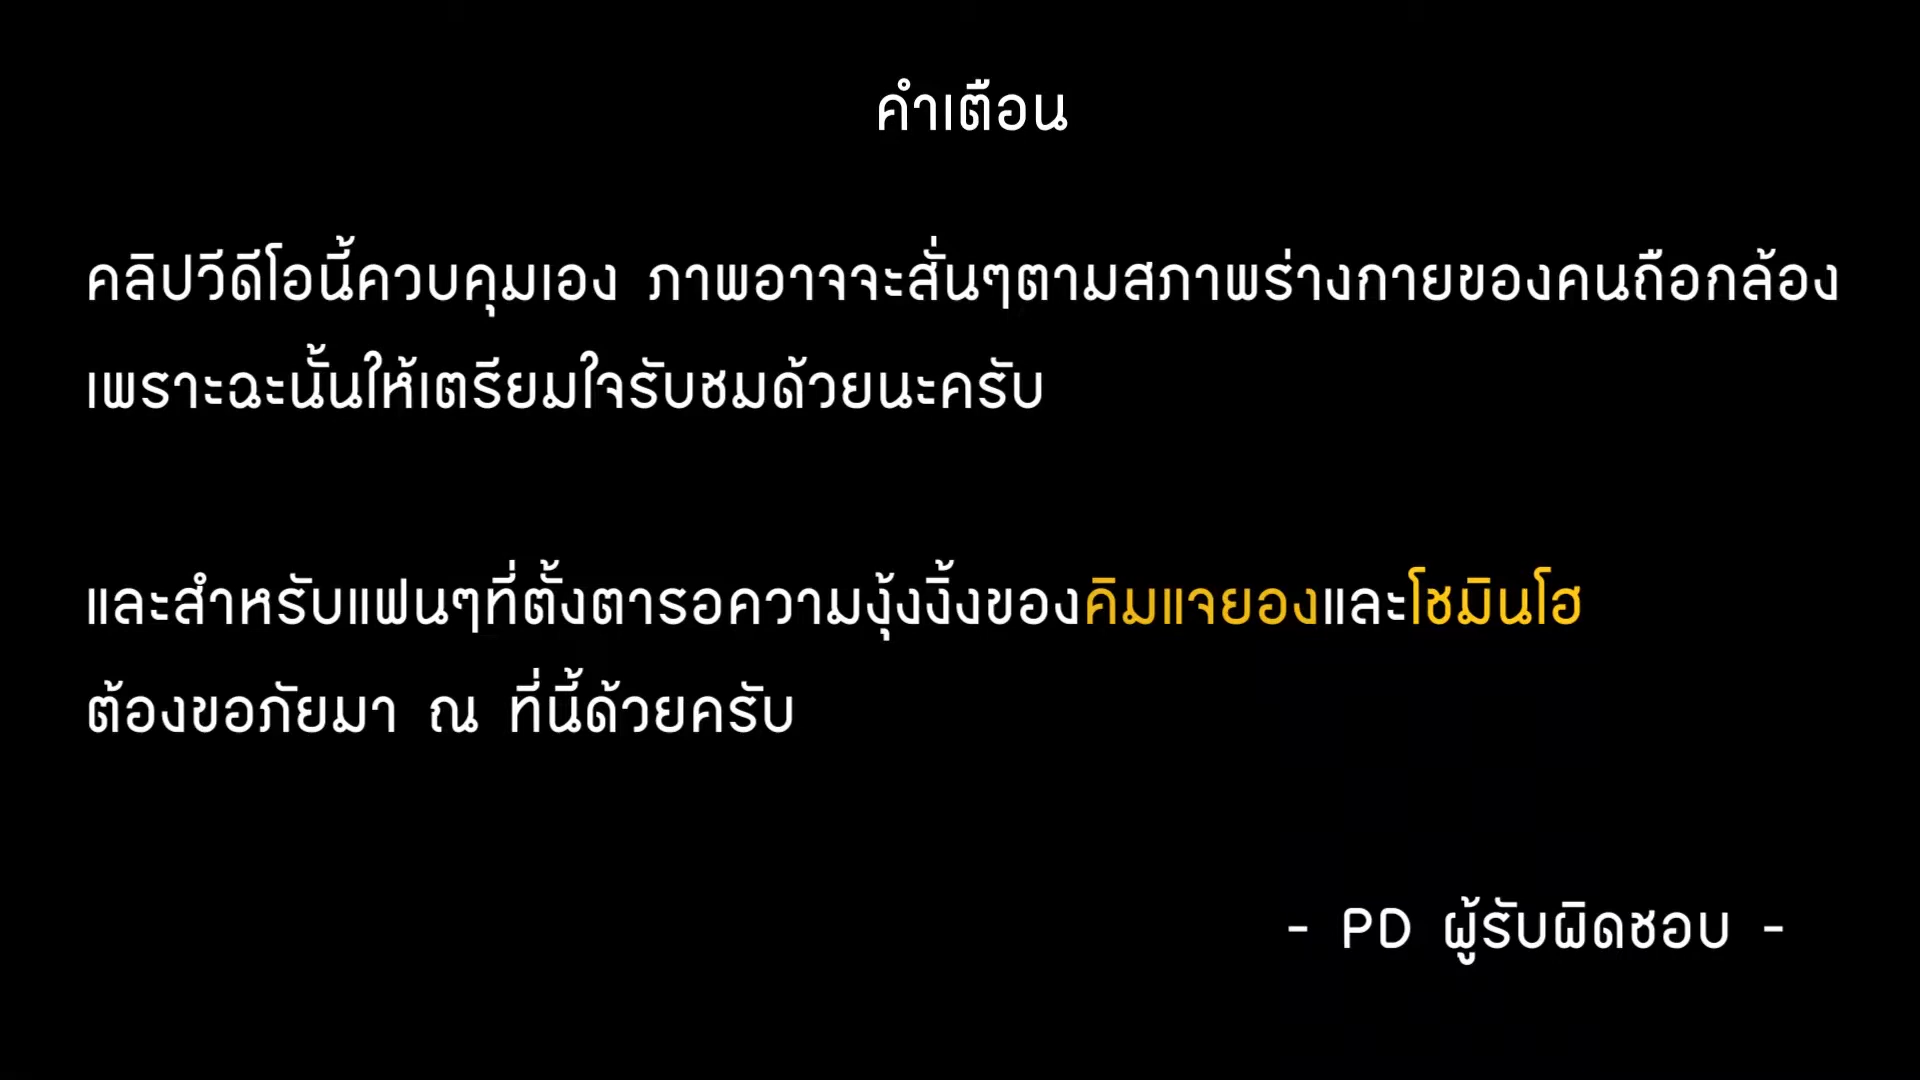 คำเตือน
คลิปวีดีโอนี้ควบคุมเอง ภาพอาจจะสั่นๆตามสภาพร่างกายของคนถือกล้อง
เพราะฉะนั้นให้เตรียมใจรับชมด้วยนะครับ
และสำหรับแฟนๆที่ตั้งตารอความงุ้งงิ้งของคิมแจยองและโชมินโฮ
ต้องขอภัยมา ณ ที่นี้ด้วยครับ
- PD ผู้รับผิดชอบ -